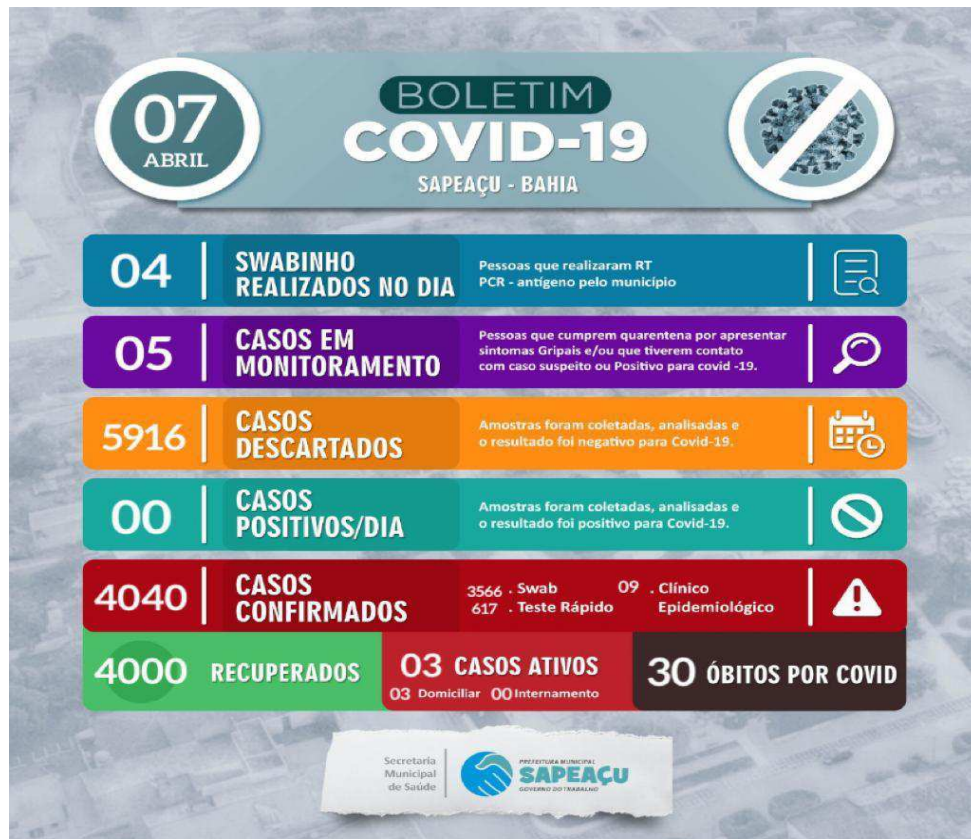 07
ABRIL
BOLETIM
COVID-19
SAPEAÇU - BAHIA
04
SWABINHO
REALIZADOS NO DIA
Pessoas que realizaram RT
PCR - antígeno pelo município
05
CASOS EM
MONITORAMENTO
Pessoas que cumprem quarentena por apresentar
sintomas Gripais e/ou que tiverem contato
com caso suspeito ou Positivo para covid -19.
5916
CASOS
DESCARTADOS
Amostras foram coletadas, analisadas e
o resultado foi negativo para Covid-19.
00
CASOS
POSITIVOS/DIA
Amostras foram coletadas, analisadas e
o resultado foi positivo para Covid-19.
4040
CASOS
CONFIRMADOS
3566 . Swab
617 . Teste Rápido
09 . Clínico
Epidemiológico
4000 RECUPERADOS
03 CASOS ATIVOS
03 Domiciliar 00 Internamento
30 ÓBITOS POR COVID
Secretaria
Municipal
de Saúde
PREFEITURA MUNICIPAL
SAPEAÇU
GOVERNO DO TRABALHO